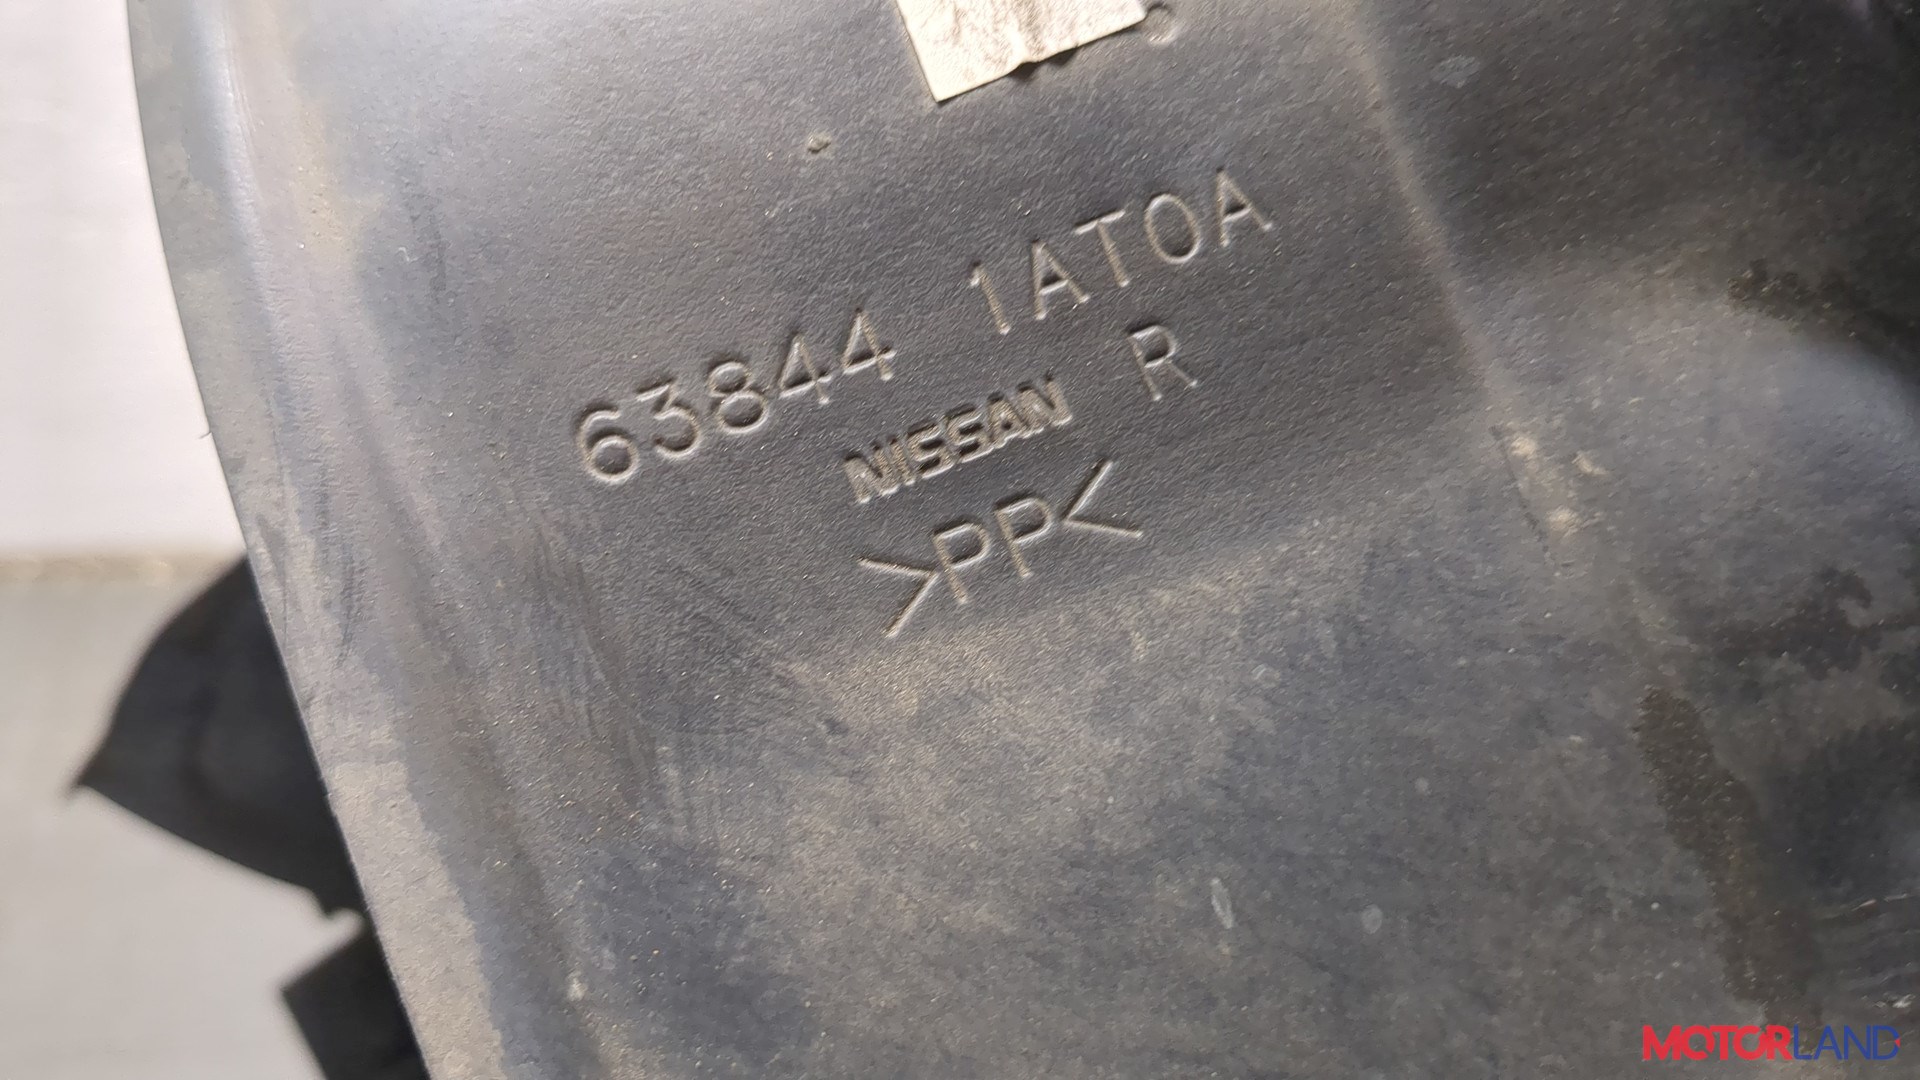 63844 1AT0A
NISSAN R
>PP<
MOTORLAND